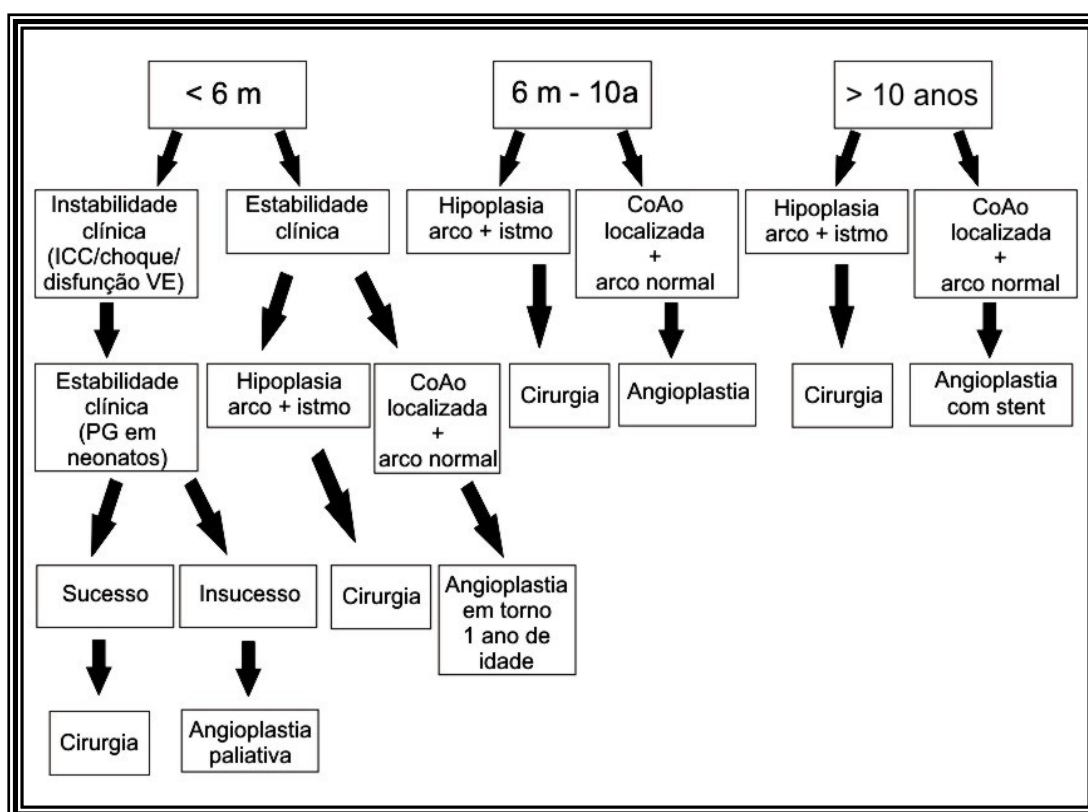 < 6 m
6 m - 10a
> 10 anos
Instabilidade
clínica
(ICC/choque/
disfunção VE)
Estabilidade
clínica
Hipoplasia
arco + istmo
CoAo
localizada
+
arco normal
Hipoplasia
arco + istmo
CoAo
localizada
+
arco normal
Estabilidade
clínica
(PG em
neonatos)
Hipoplasia
arco + istmo
CoAo
localizada
+
arco normal
Cirurgia
Angioplastia
Cirurgia
Angioplastia
com stent
Sucesso
Insucesso
Cirurgia
Angioplastia
em torno
1 ano de
idade
Cirurgia
Angioplastia
paliativa